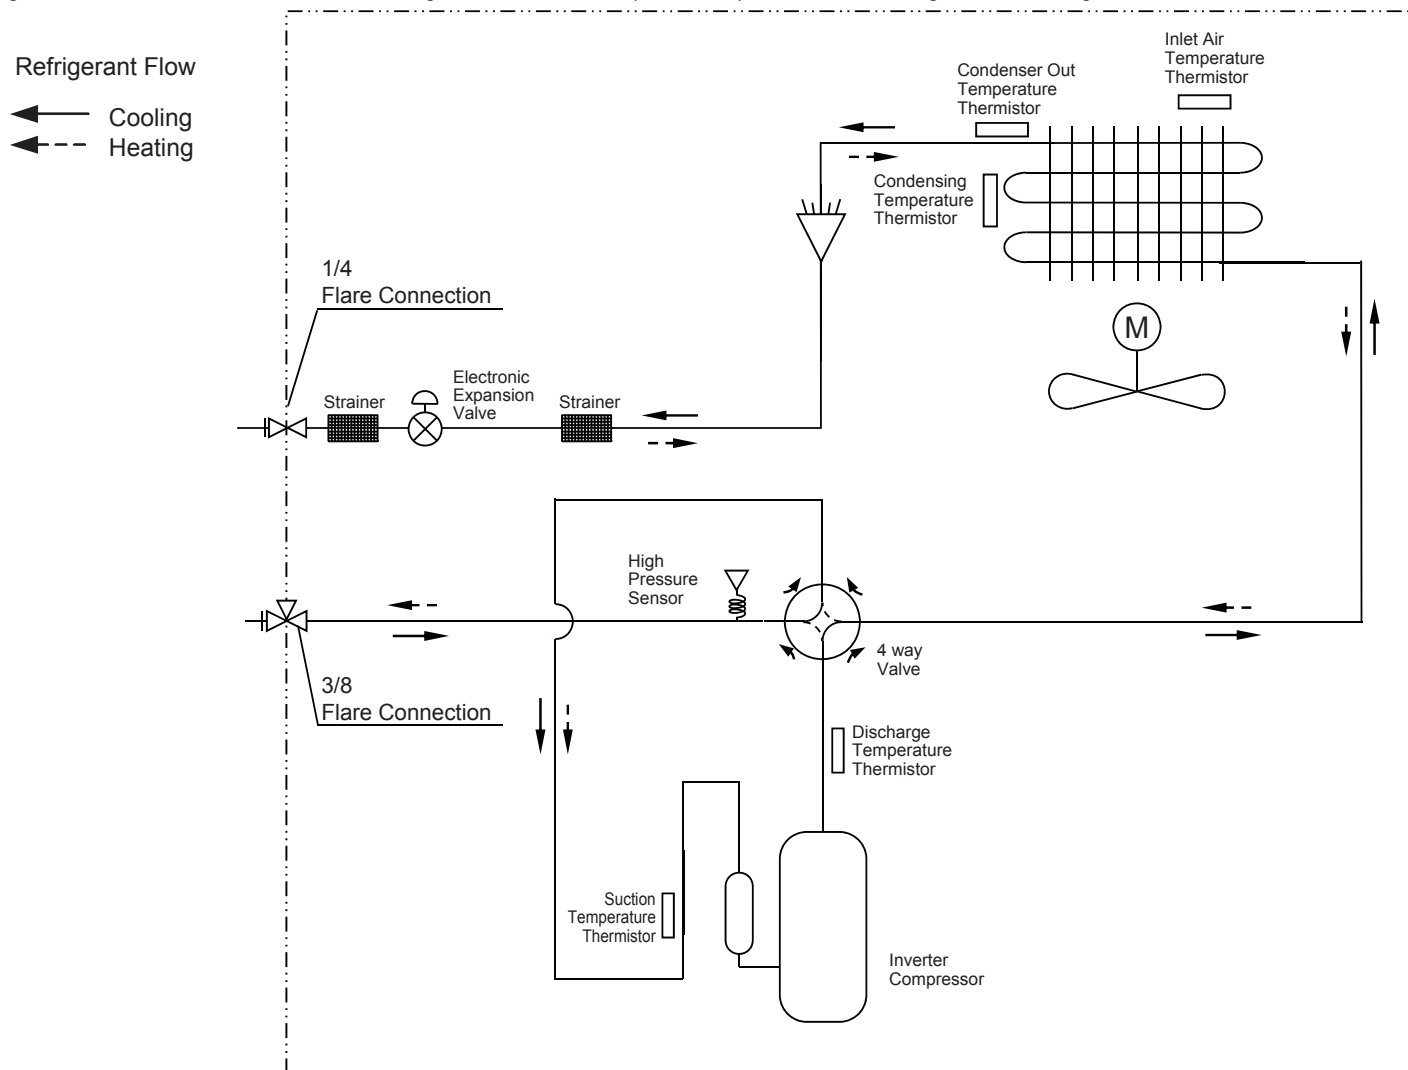 Refrigerant Flow
Cooling
Heating
Inlet Air
Temperature
Thermistor
Condenser Out
Temperature
Thermistor
Condensing
Temperature
Thermistor
1/4
Flare Connection
M
Strainer
Electronic
Expansion
Valve
Strainer
High
Pressure
Sensor
4 way
Valve
3/8
Flare Connection
Discharge
Temperature
Thermistor
Suction
Temperature
Thermistor
Inverter
Compressor